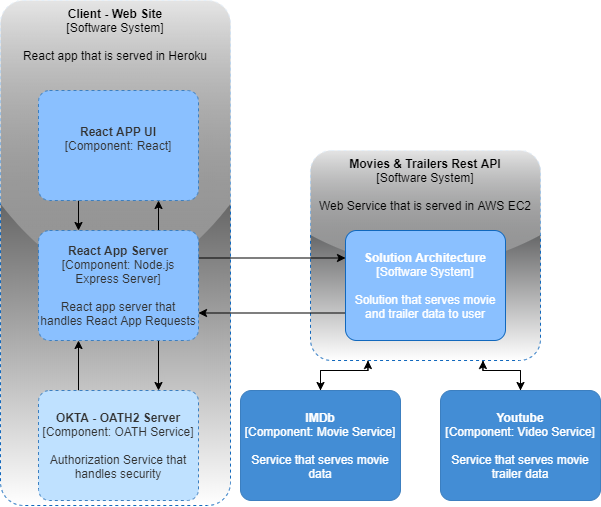 Client - Web Site
[Software System]
React app that is served in Heroku
React APP UI
[Component: React]
React App Server
[Component: Node.js
Express Server]
React app server that
handles React App Requests
OKTA - OATH2 Server
[Component: OATH Service]
Authorization Service that
handles security
Movies & Trailers Rest API
[Software System]
Web Service that is served in AWS EC2
Solution Architecture
[Software System]
Solution that serves movie
and trailer data to user
IMDb
[Component: Movie Service]
Service that serves movie
data
Youtube
[Component: Video Service]
Service that serves movie
trailer data